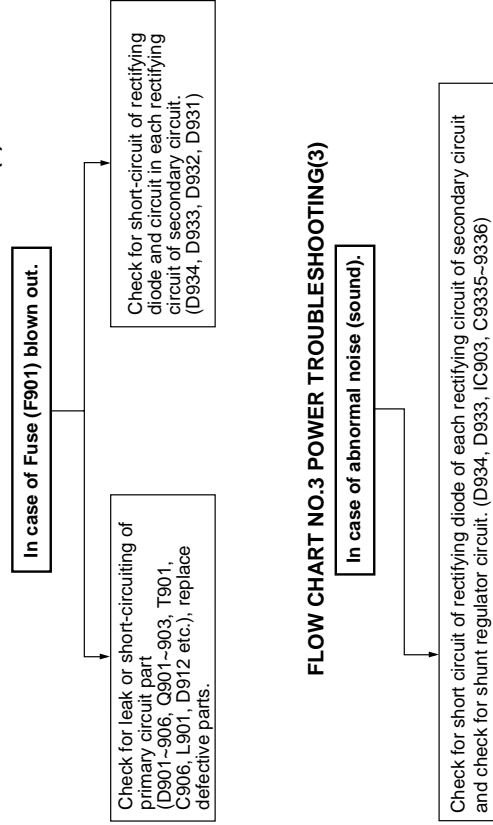 In case of Fuse (F901) blown out.
Check for leak or short-circuiting of
primary circuit part
(D901~906, Q901~903, T901,
C906, L901, D912 etc.), replace
defective parts.
Check for short-circuit of rectifying
diode and circuit in each rectifying
circuit of secondary circuit.
(D934, D933, D932, D931)
FLOW CHART NO.3 POWER TROUBLESHOOTING(3)
In case of abnormal noise (sound).
Check for short circuit of rectifying diode of each rectifying circuit of secondary circuit
and check for shunt regulator circuit. (D934, D933, IC903, C9335~9336)